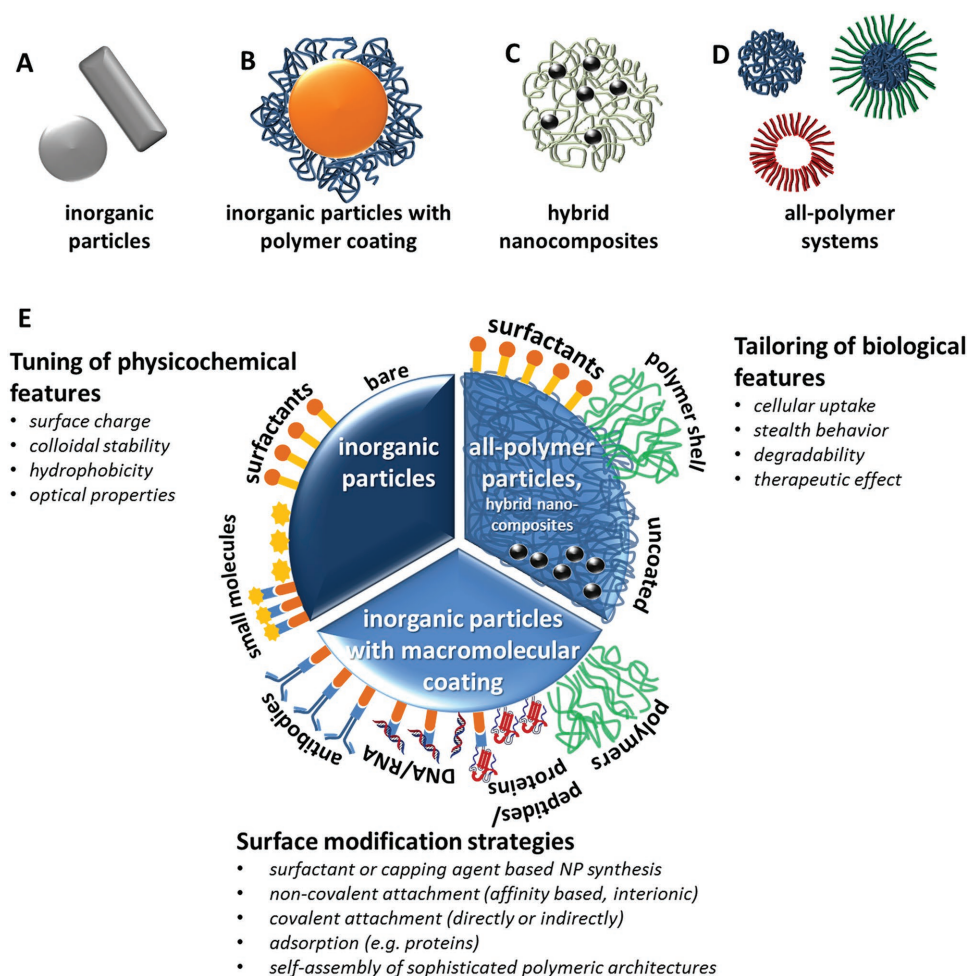 A
B
C
D
inorganic
particles
inorganic particles with
polymer coating
hybrid
nanocomposites
all-polymer
systems
E
Tuning of physicochemical
features
• surface charge
• colloidal stability
• hydrophobicity
• optical properties
Tailoring of biological
features
• cellular uptake
• stealth behavior
• degradability
• therapeutic effect
bare
surfactants
small molecules
surfactants
polymer shell/
uncoated
inorganic
particles
all-polymer
particles,
hybrid nano-
composites
inorganic particles
with macromolecular
coating
antibodies
DNA/RNA
peptides/
proteins
polymers
Surface modification strategies
• surfactant or capping agent based NP synthesis
• non-covalent attachment (affinity based, interionic)
• covalent attachment (directly or indirectly)
• adsorption (e.g. proteins)
• self-assembly of sophisticated polymeric architectures